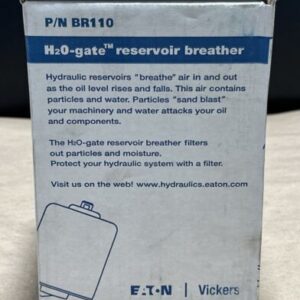 P/N BR110
H₂O-gate™ reservoir breather
Hydraulic reservoirs "breathe" air in and out
as the oil level rises and falls. This air contains
particles and water. Particles "sand blast"
your machinery and water attacks your oil
and components.
The H₂O-gate reservoir breather filters
out particles and moisture.
Protect your hydraulic system with a filter.
Visit us on the web! www.hydraulics.eaton.com
EATON | Vickers